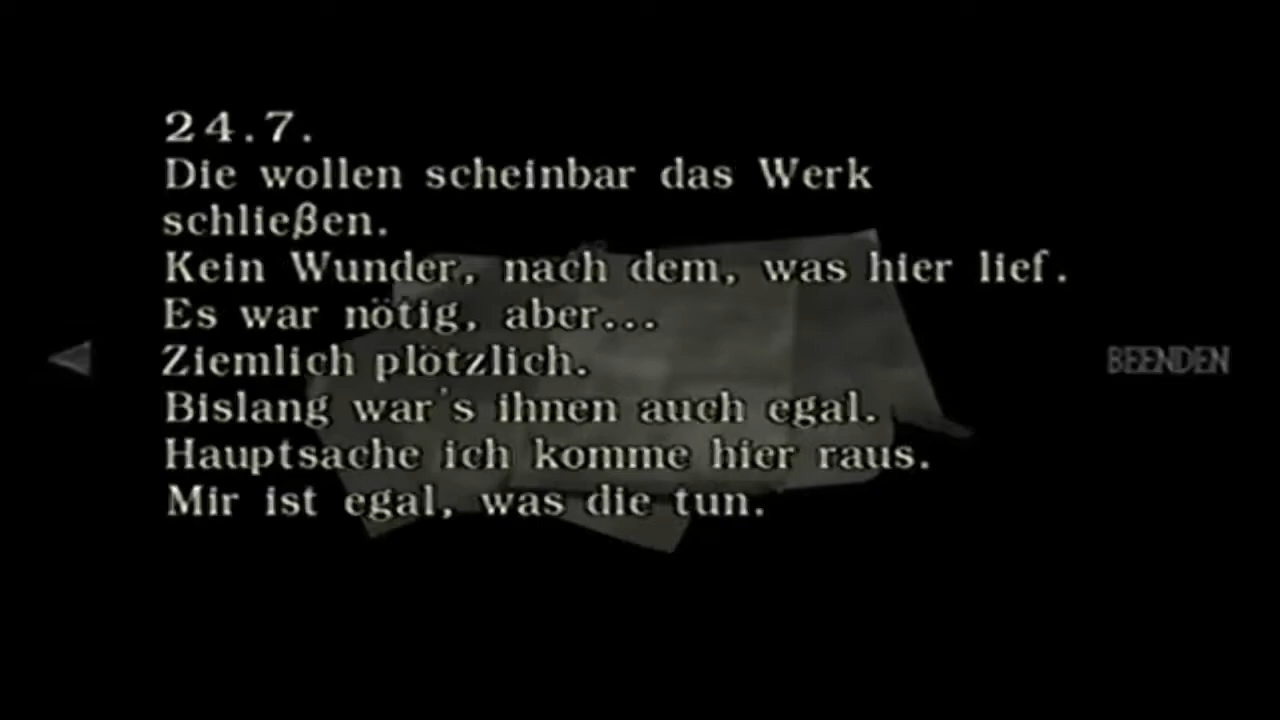 24.7.
Die wollen scheinbar das Werk
schließen.
Kein Wunder, nach dem, was hier lief.
Es war nötig, aber...
Ziemlich plötzlich.
Bislang war's ihnen auch egal.
Hauptsache ich komme hier raus.
Mir ist egal, was die tun.
BEENDEN